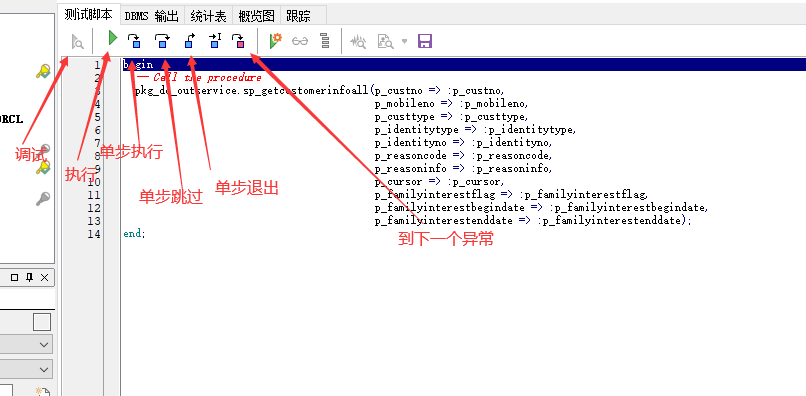 测试脚本 DBMS 输出 统计表 概览图 跟踪
ORCL
1 begin
2 -- Call the procedure
3 pkg_dc_outservice.sp_getcustomerinfoall(p_custno => :p_custno,
4 p_mobileno => :p_mobileno,
5 p_custtype => :p_custtype,
6 p_identitytype => :p_identitytype,
7 p_identityno => :p_identityno,
8 p_reasoncode => :p_reasoncode,
9 p_reasoninfo => :p_reasoninfo,
10 p_cursor => :p_cursor,
11 p_familyinterestflag => :p_familyinterestflag,
12 p_familyinterestbegindate => :p_familyinterestbegindate,
13 p_familyinterestenddate => :p_familyinterestenddate);
14 end;
调试
执行
单步执行
单步跳过
单步退出
到下一个异常